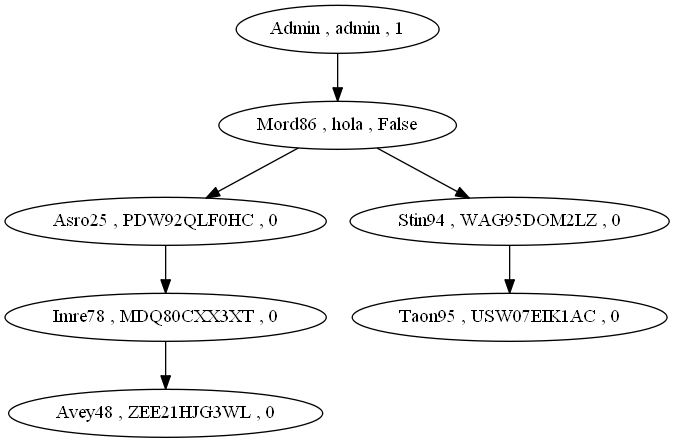 Admin , admin , 1
Mord86 , hola , False
Asro25 , PDW92QLF0HC , 0
Stin94 , WAG95DOM2LZ , 0
Imre78 , MDQ80CXX3XT , 0
Taon95 , USW07EIK1AC , 0
Avey48 , ZEE21HJG3WL , 0